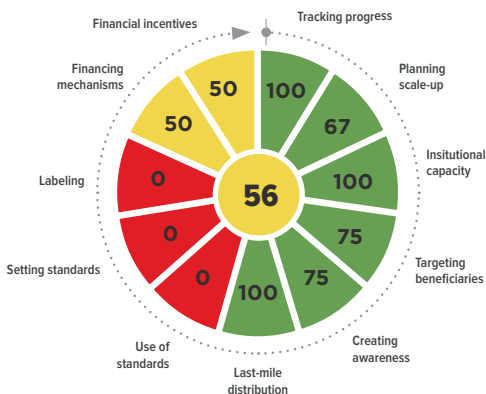 Tracking progress
Planning
scale-up
Insitutional
capacity
Targeting
beneficiaries
Creating
awareness
Last-mile
distribution
Use of
standards
Setting standards
Labeling
Financing
mechanisms
Financial incentives
100
67
100
75
75
100
0
0
0
50
50
56